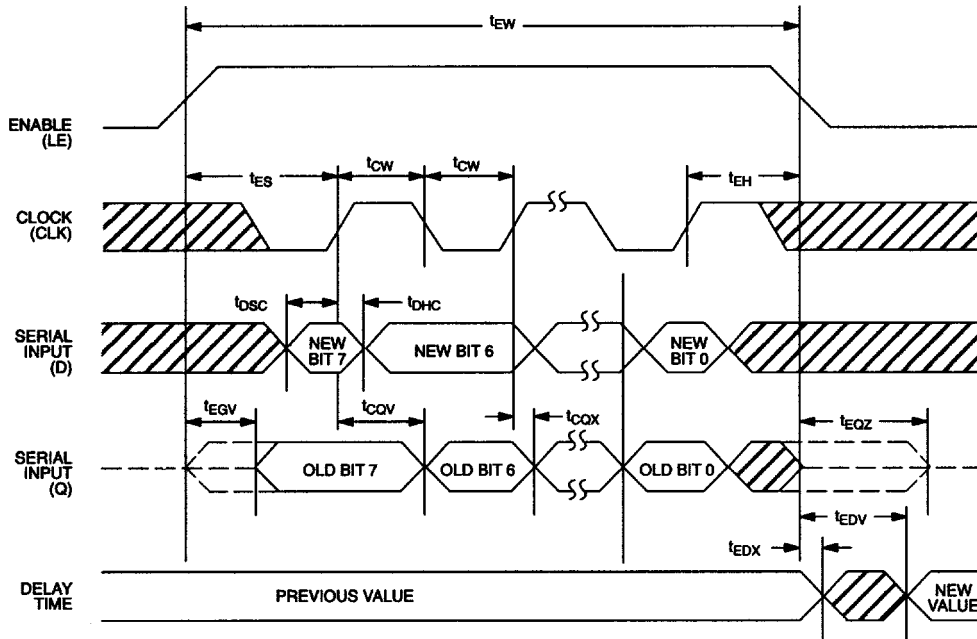 tEW
ENABLE
(LE)
tES
tCW
tCW
tEH
CLOCK
(CLK)
tDSC
tDHC
SERIAL
INPUT
(D)
NEW
BIT 7
NEW BIT 6
NEW
BIT 0
tEGV
tCQV
tCQX
tEQZ
SERIAL
INPUT
(Q)
OLD BIT 7
OLD BIT 6
OLD BIT 0
tEDV
tEDX
DELAY
TIME
PREVIOUS VALUE
NEW
VALUE